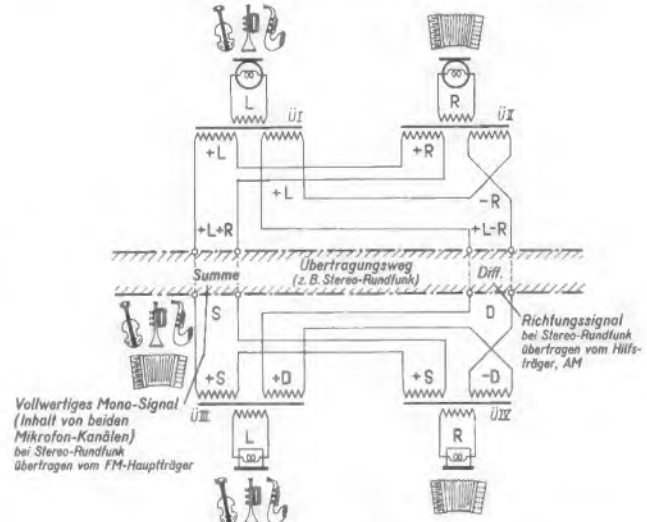 L
R
ÜI
ÜII
+L
+R
+L
-R
+L+R
+L-R
Summe
Übertragungsweg
(z. B. Stereo-Rundfunk)
Diff.
S
D
Richtungssignal
bei Stereo-Rundfunk
übertragen vom Hilfs-
träger, AM
+S
+D
+S
-D
Vollwertiges Mono-Signal
(Inhalt von beiden
Mikrofon-Kanälen)
bei Stereo-Rundfunk
übertragen vom FM-Hauptträger
ÜIII
ÜIV
L
R